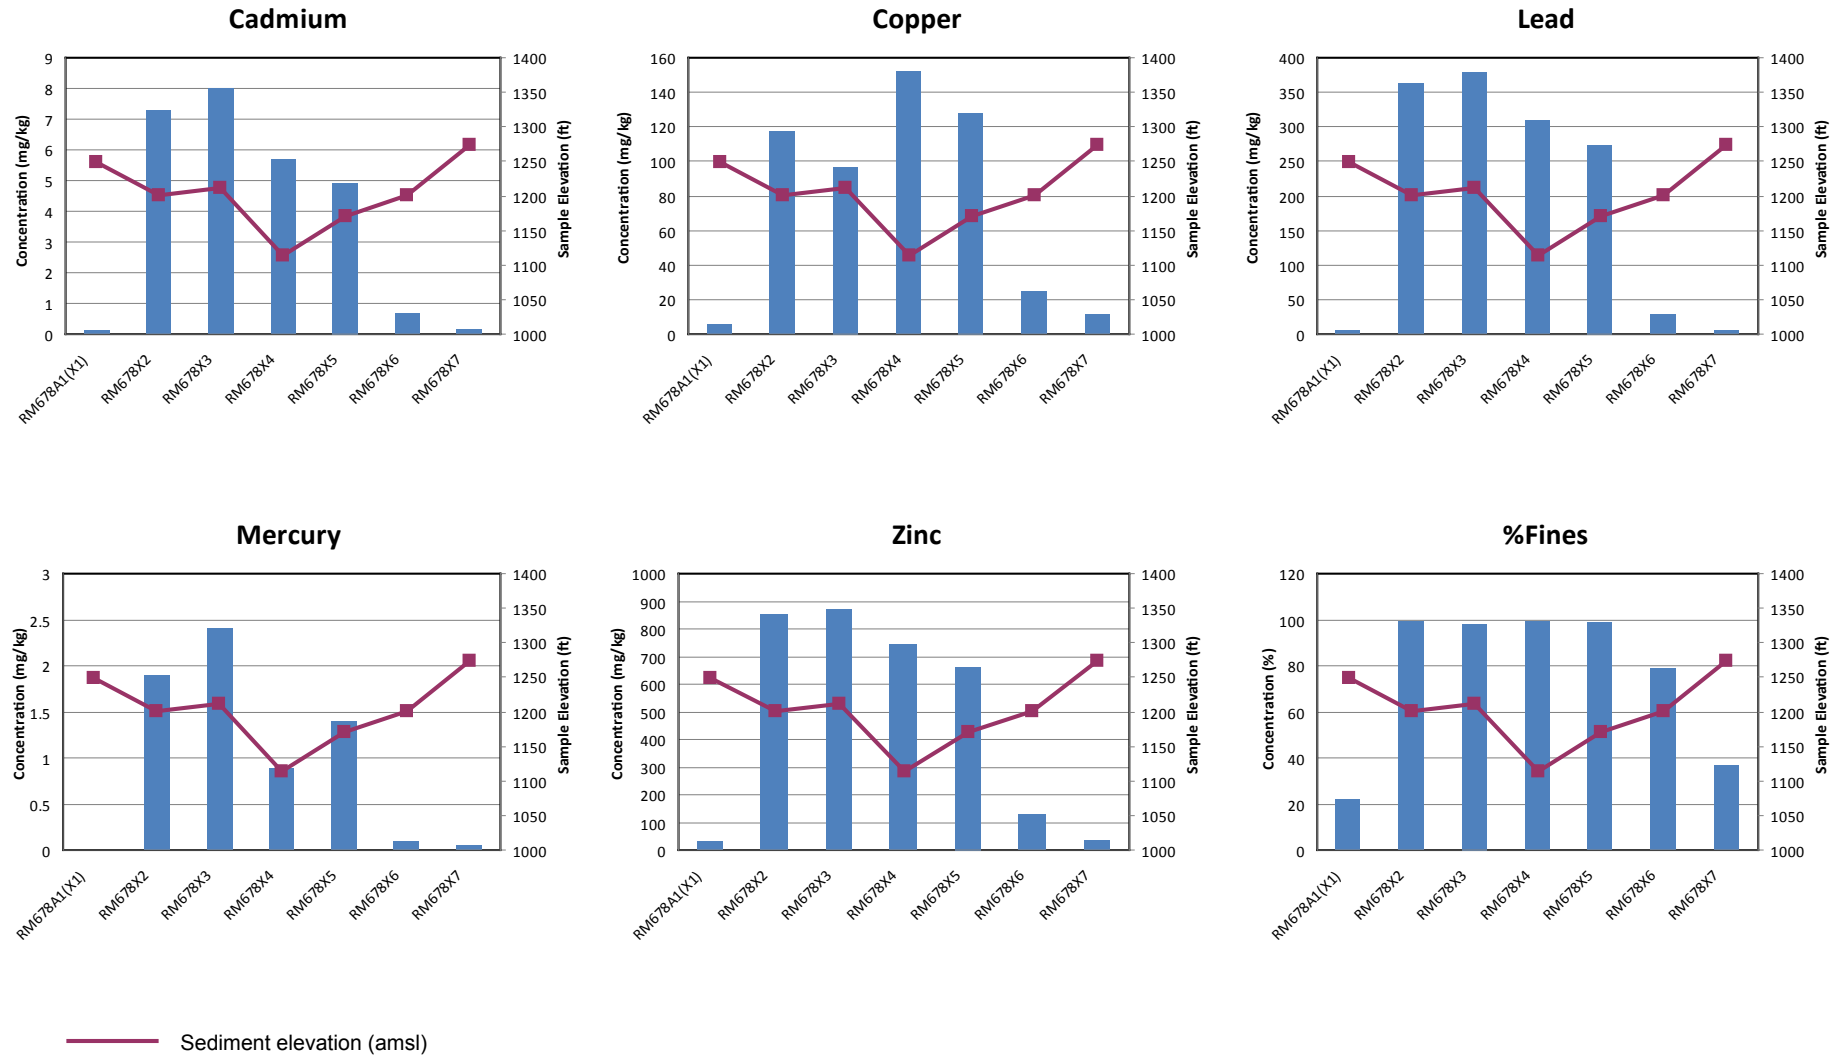 Cadmium
Copper
Lead
9
8
7
6
5
4
3
2
1
0
Concentration (mg/kg)
1400
1350
1300
1250
1200
1150
1100
1050
1000
Sample Elevation (ft)
RM678A1(X1)
RM678X2
RM678X3
RM678X4
RM678X5
RM678X6
RM678X7
160
140
120
100
80
60
40
20
0
Concentration (mg/kg)
1400
1350
1300
1250
1200
1150
1100
1050
1000
Sample Elevation (ft)
RM678A1(X1)
RM678X2
RM678X3
RM678X4
RM678X5
RM678X6
RM678X7
400
350
300
250
200
150
100
50
0
Concentration (mg/kg)
1400
1350
1300
1250
1200
1150
1100
1050
1000
Sample Elevation (ft)
RM678A1(X1)
RM678X2
RM678X3
RM678X4
RM678X5
RM678X6
RM678X7
Mercury
Zinc
%Fines
3
2.5
2
1.5
1
0.5
0
Concentration (mg/kg)
1400
1350
1300
1250
1200
1150
1100
1050
1000
Sample Elevation (ft)
RM678A1(X1)
RM678X2
RM678X3
RM678X4
RM678X5
RM678X6
RM678X7
1000
900
800
700
600
500
400
300
200
100
0
Concentration (mg/kg)
1400
1350
1300
1250
1200
1150
1100
1050
1000
Sample Elevation (ft)
RM678A1(X1)
RM678X2
RM678X3
RM678X4
RM678X5
RM678X6
RM678X7
120
100
80
60
40
20
0
Concentration (%)
1400
1350
1300
1250
1200
1150
1100
1050
1000
Sample Elevation (ft)
RM678A1(X1)
RM678X2
RM678X3
RM678X4
RM678X5
RM678X6
RM678X7
Sediment elevation (amsl)